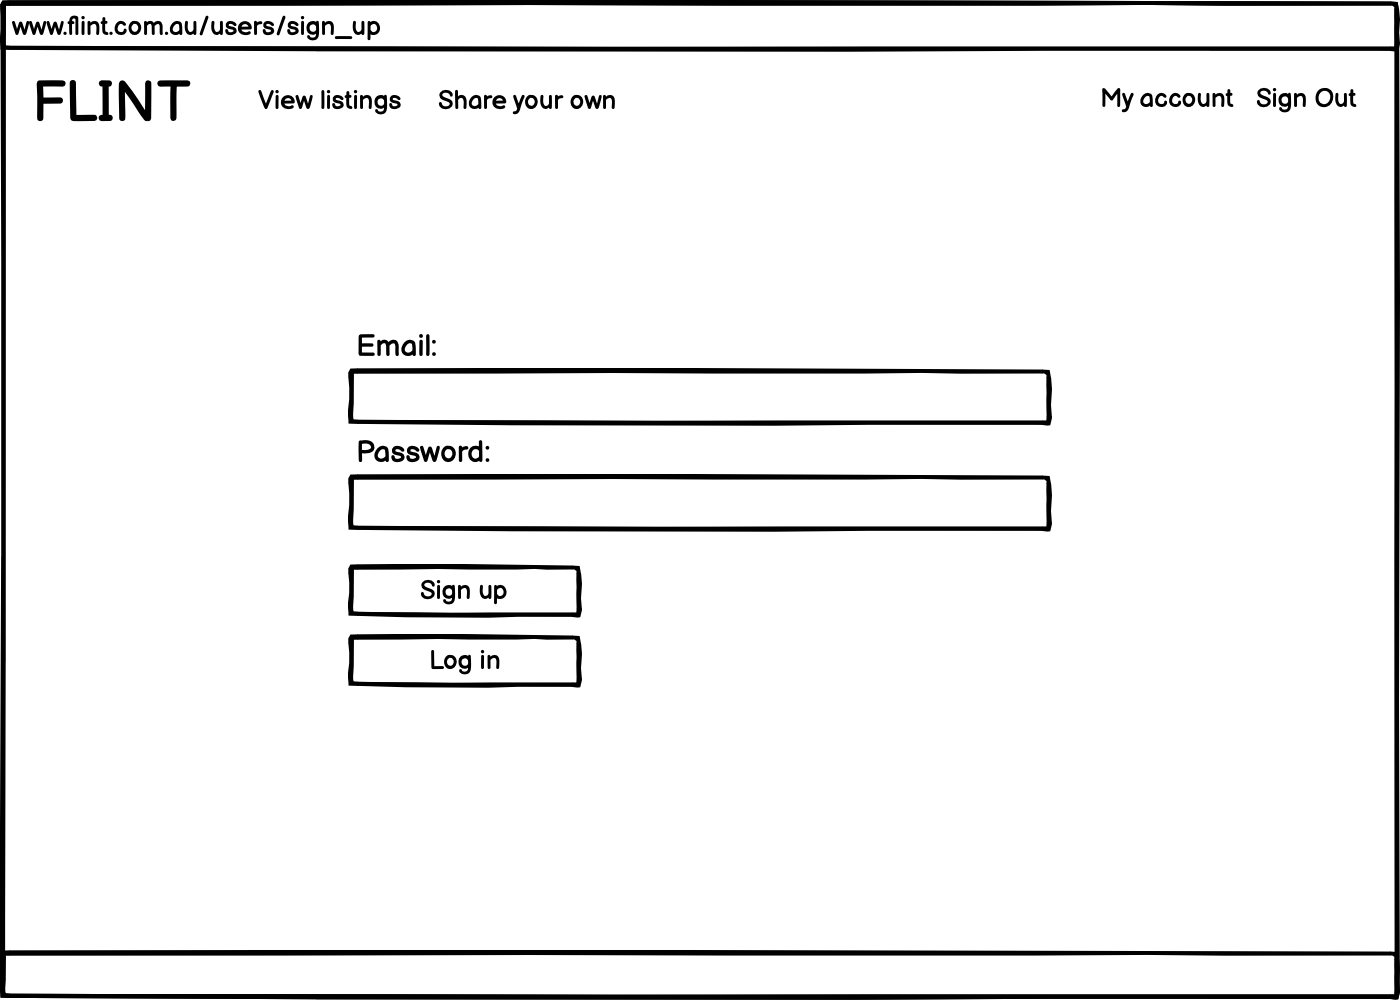 www.flint.com.au/users/sign_up
FLINT View listings Share your own My account Sign Out
Email:
Password:
Sign up
Log in